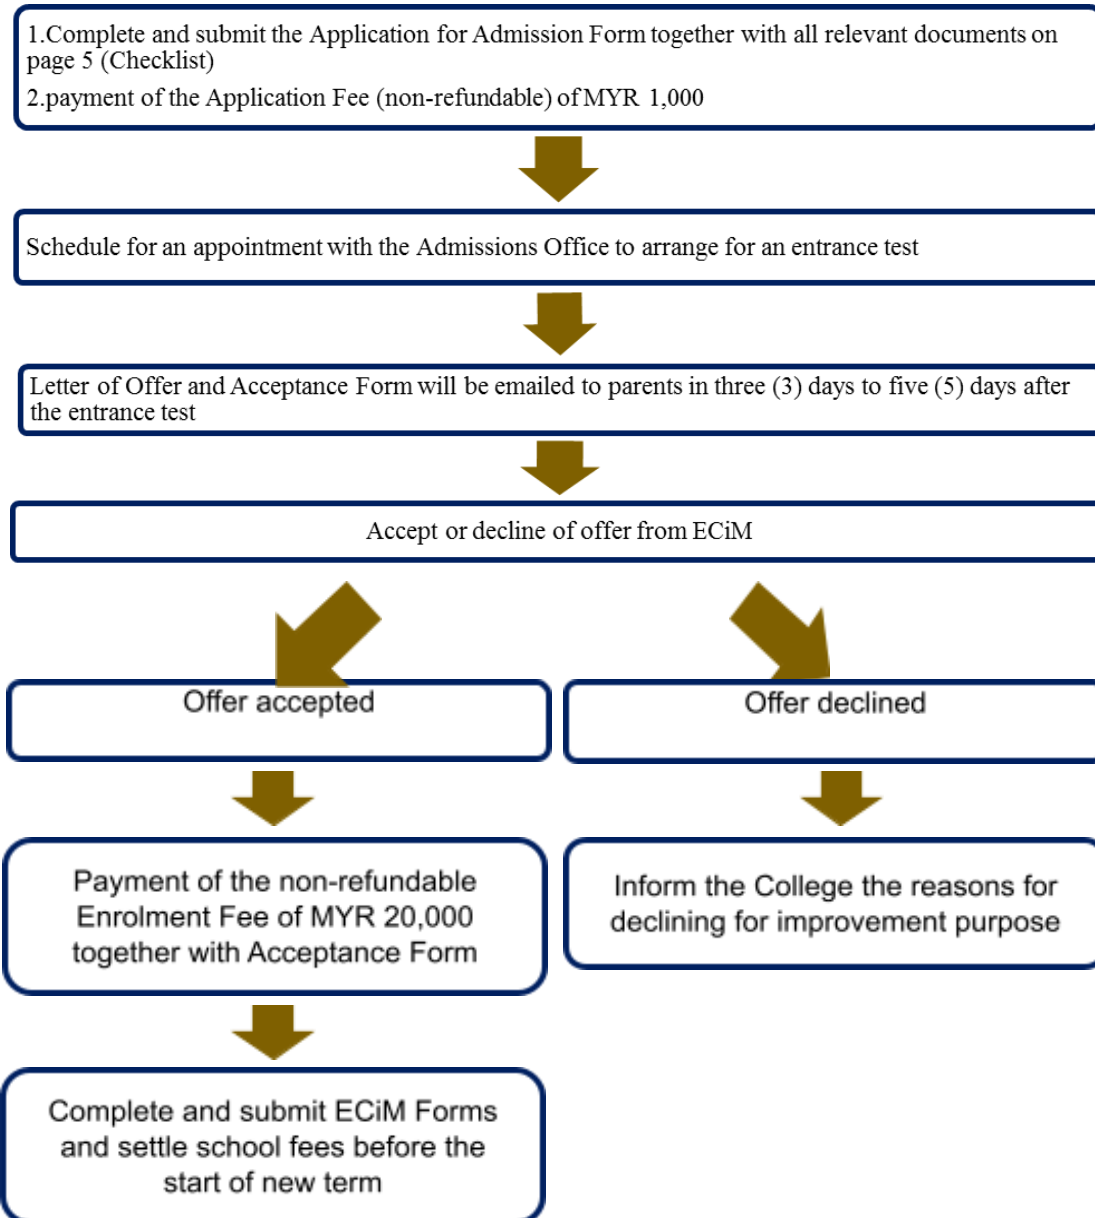 1.Complete and submit the Application for Admission Form together with all relevant documents on
page 5 (Checklist)
2.payment of the Application Fee (non-refundable) of MYR 1,000
Schedule for an appointment with the Admissions Office to arrange for an entrance test
Letter of Offer and Acceptance Form will be emailed to parents in three (3) days to five (5) days after
the entrance test
Accept or decline of offer from ECiM
Offer accepted
Offer declined
Payment of the non-refundable
Enrolment Fee of MYR 20,000
together with Acceptance Form
Inform the College the reasons for
declining for improvement purpose
Complete and submit ECiM Forms
and settle school fees before the
start of new term